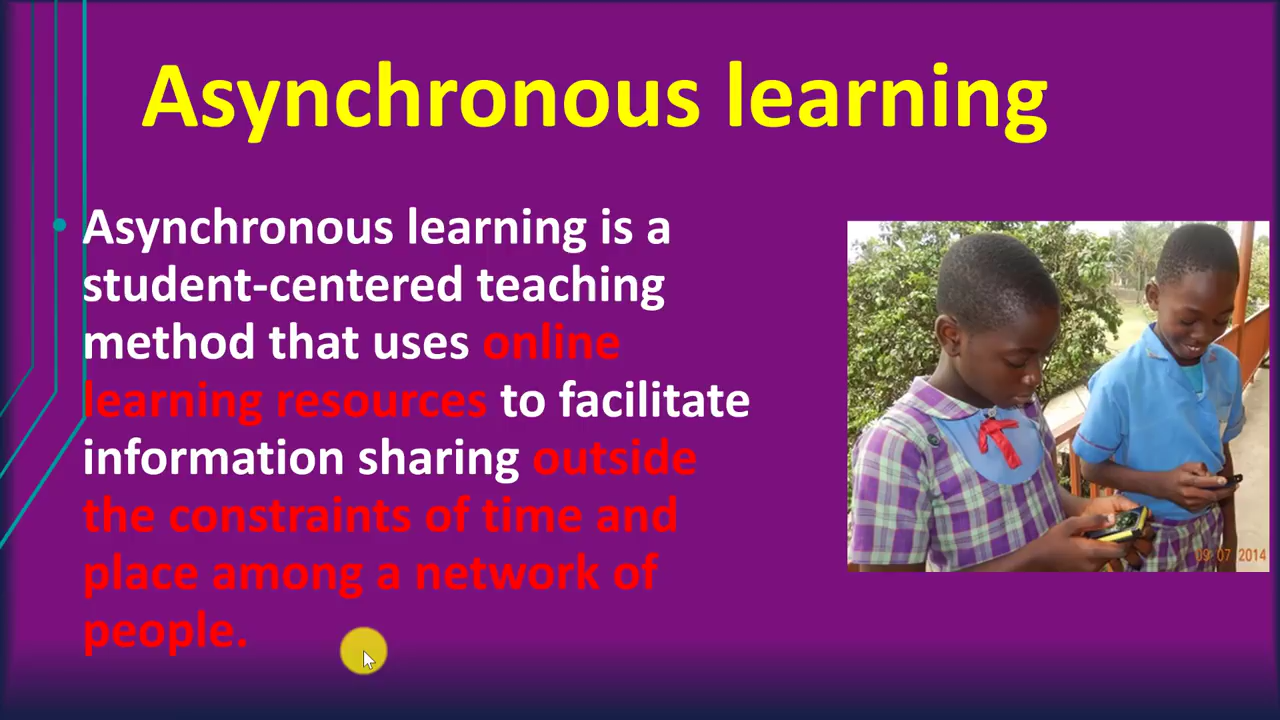 Asynchronous learning
• Asynchronous learning is a
student-centered teaching
method that uses online
learning resources to facilitate
information sharing outside
the constraints of time and
place among a network of
people.
09 07 2014